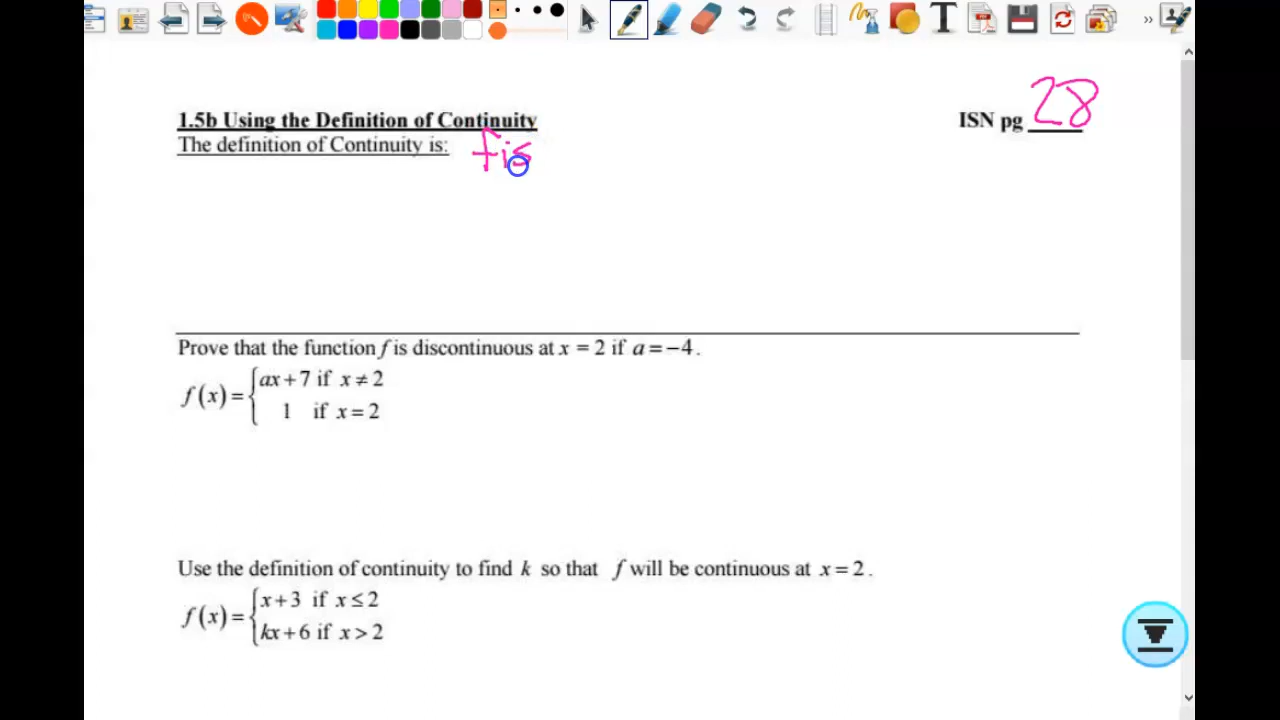 1.5b Using the Definition of Continuity
ISN pg 28
The definition of Continuity is: f is
Prove that the function f is discontinuous at x = 2 if a = −4.
f(x) = { ax + 7 if x ≠ 2
1 if x = 2
Use the definition of continuity to find k so that f will be continuous at x = 2.
f(x) = { x + 3 if x ≤ 2
kx + 6 if x > 2